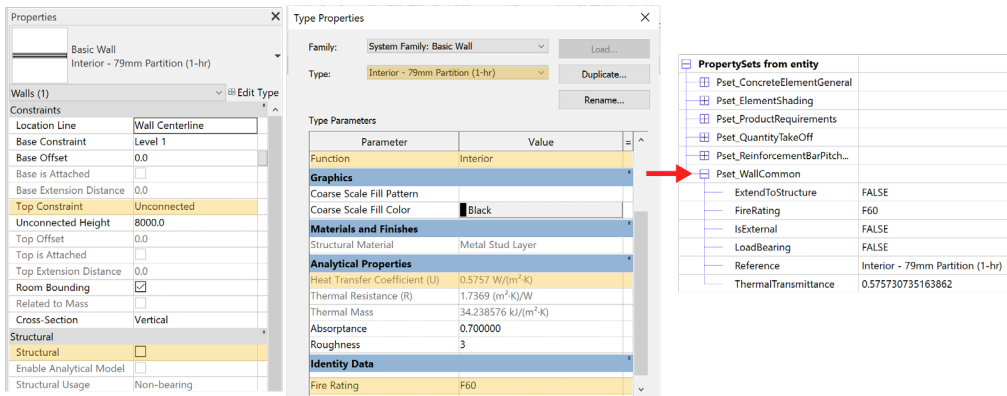 Properties
Basic Wall
Interior - 79mm Partition (1-hr)
Walls (1)
Edit Type
Constraints
Location Line Wall Centerline
Base Constraint Level 1
Base Offset 0.0
Base is Attached
Base Extension Distance 0.0
Top Constraint Unconnected
Unconnected Height 8000.0
Top Offset 0.0
Top is Attached
Top Extension Distance 0.0
Room Bounding
Related to Mass
Cross-Section Vertical
Structural
Structural
Enable Analytical Model
Structural Usage Non-bearing
Type Properties
Family: System Family: Basic Wall Load...
Type: Interior - 79mm Partition (1-hr) Duplicate...
Rename...
Type Parameters
Parameter Value =
Function Interior
Graphics
Coarse Scale Fill Pattern
Coarse Scale Fill Color Black
Materials and Finishes
Structural Material Metal Stud Layer
Analytical Properties
Heat Transfer Coefficient (U) 0.5757 W/(m²·K)
Thermal Resistance (R) 1.7369 (m²·K)/W
Thermal Mass 34.238576 kJ/(m²·K)
Absorptance 0.700000
Roughness 3
Identity Data
Fire Rating F60
PropertySets from entity
Pset_ConcreteElementGeneral
Pset_ElementShading
Pset_ProductRequirements
Pset_QuantityTakeOff
Pset_ReinforcementBarPitch...
Pset_WallCommon
ExtendToStructure FALSE
FireRating F60
IsExternal FALSE
LoadBearing FALSE
Reference Interior - 79mm Partition (1-hr)
ThermalTransmittance 0.575730735163862